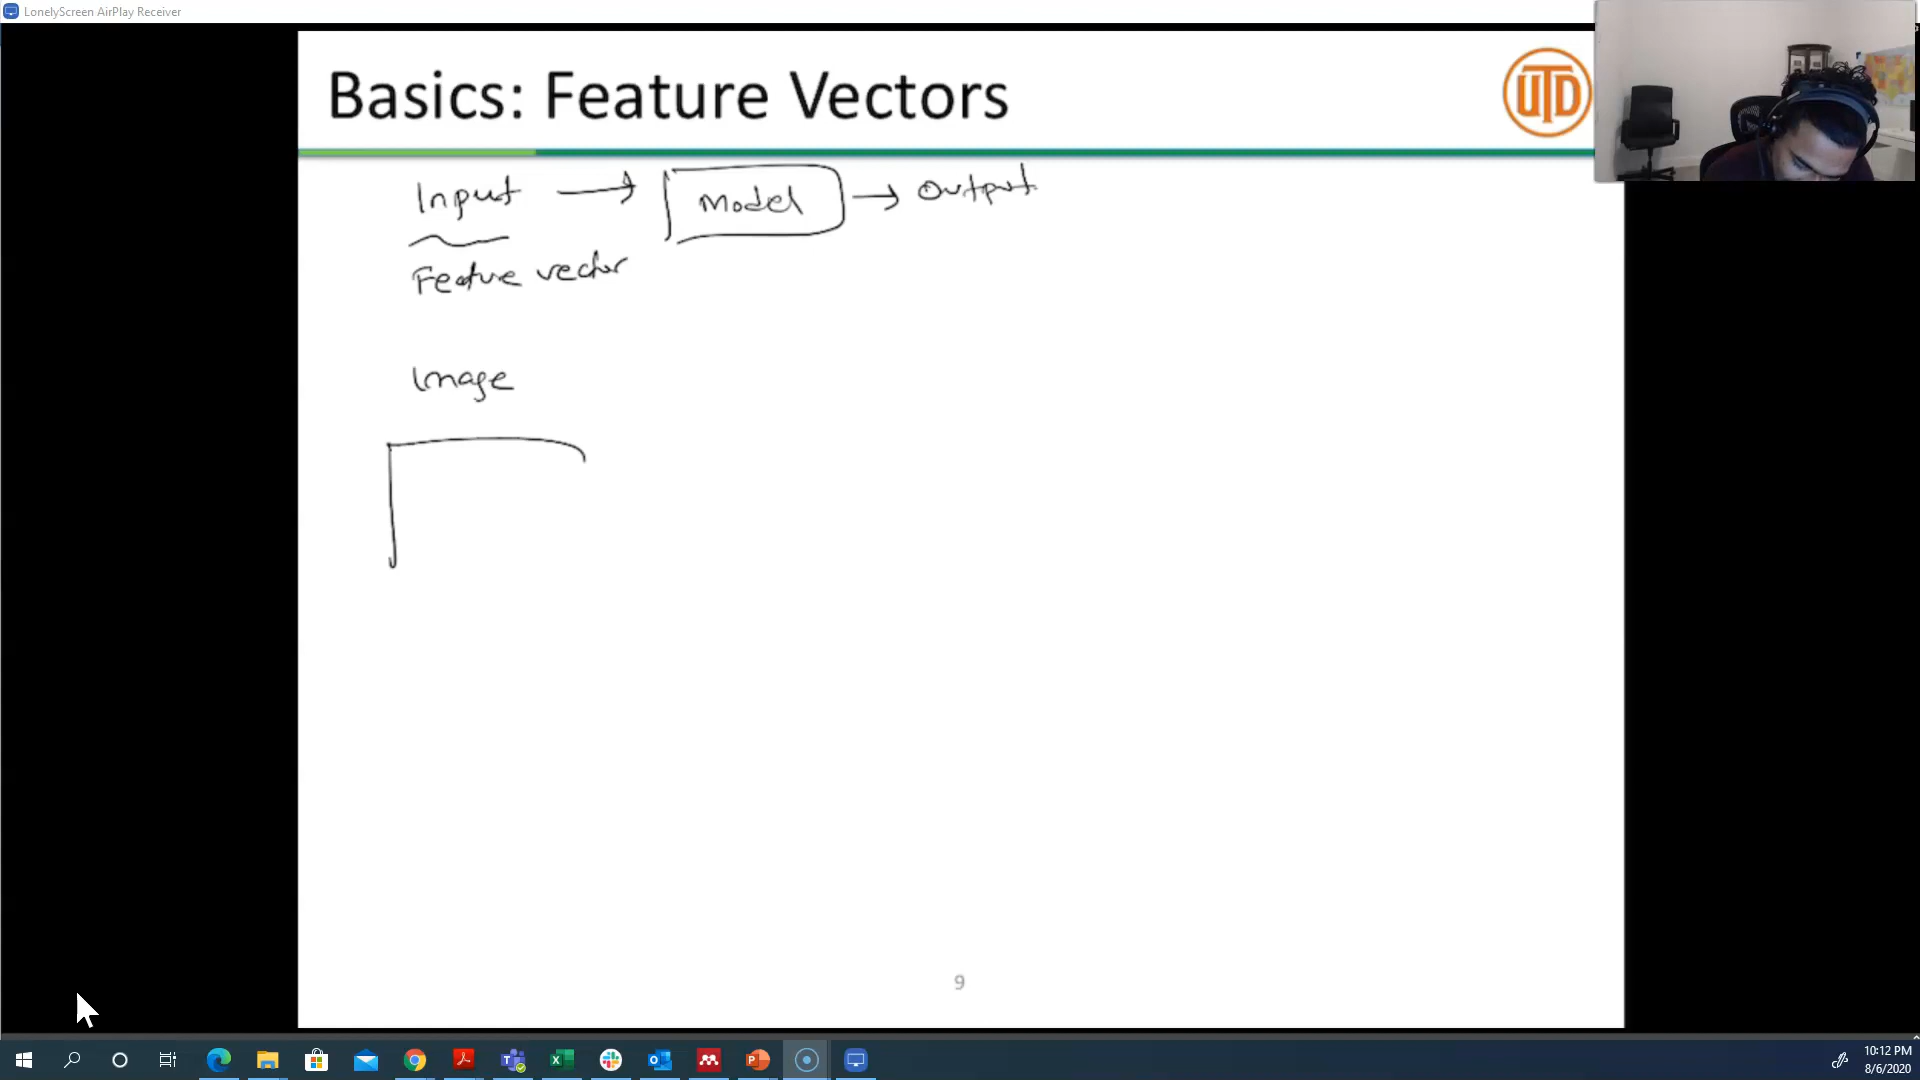 LonelyScreen AirPlay Receiver
Basics: Feature Vectors
UTD
Input → Model → Output
Feature vector
Image
9
10:12 PM
8/6/2020